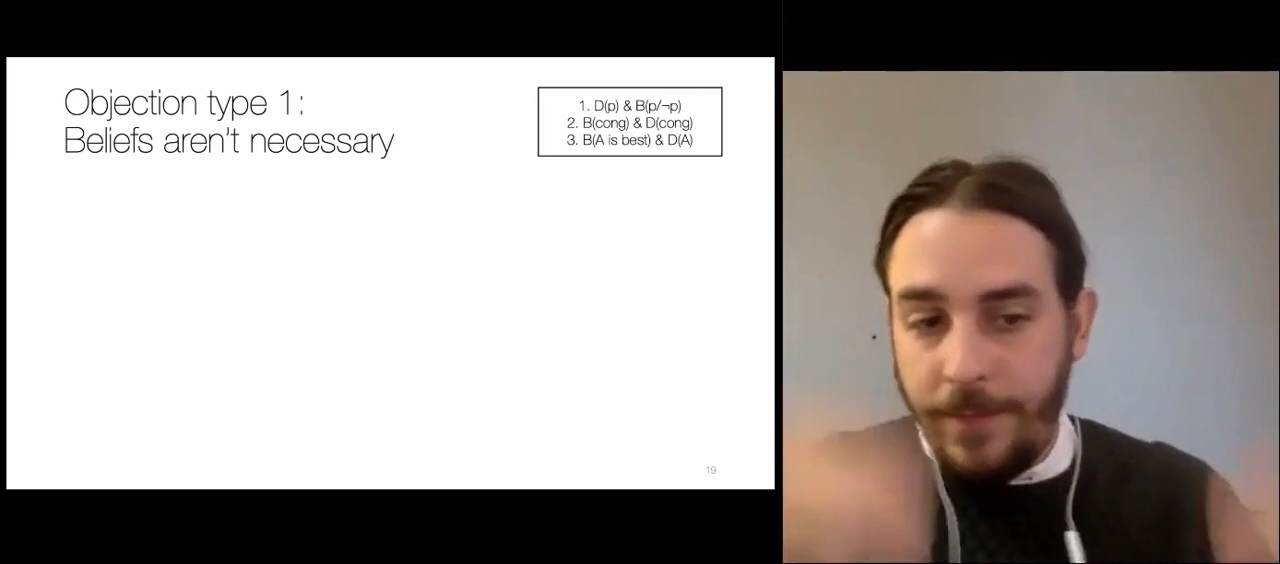 Objection type 1:
Beliefs aren't necessary
1. D(p) & B(p/¬p)
2. B(cong) & D(cong)
3. B(A is best) & D(A)
19